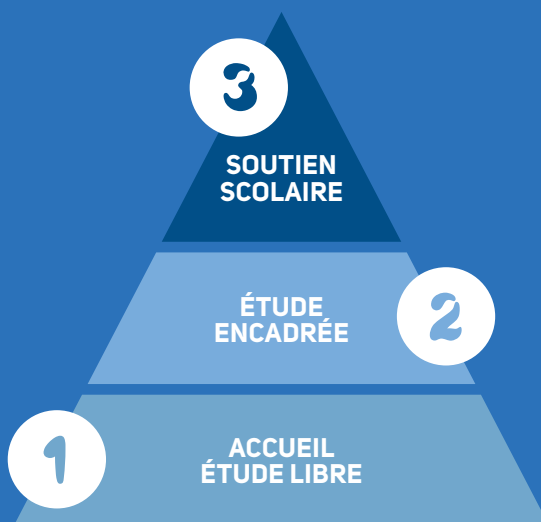 3
SOUTIEN
SCOLAIRE
ÉTUDE
ENCADRÉE
2
1
ACCUEIL
ÉTUDE LIBRE